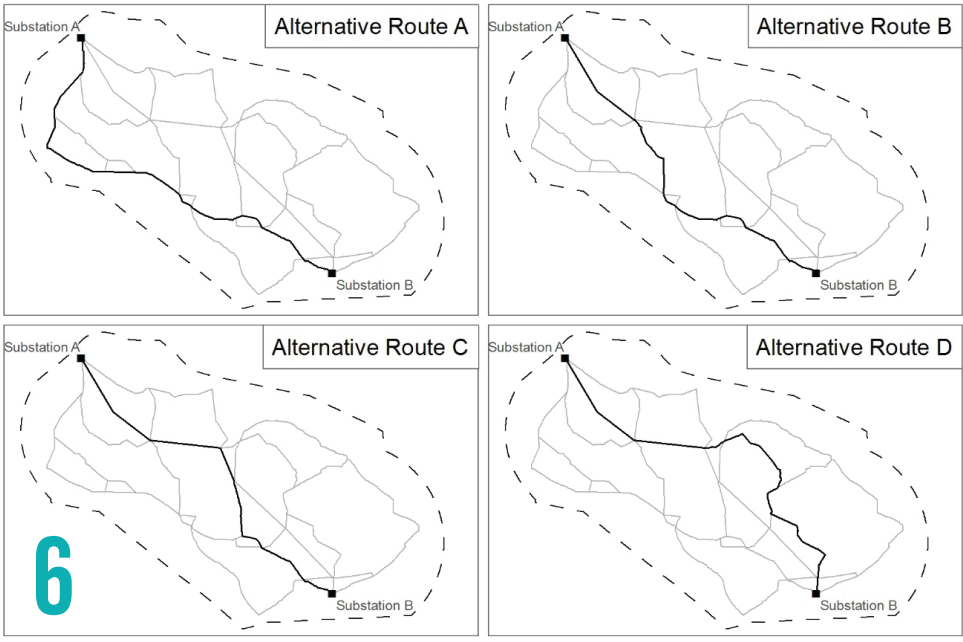 Substation A
Alternative Route A
Substation B
Substation A
Alternative Route B
Substation B
Substation A
Alternative Route C
Substation B
6
Substation A
Alternative Route D
Substation B